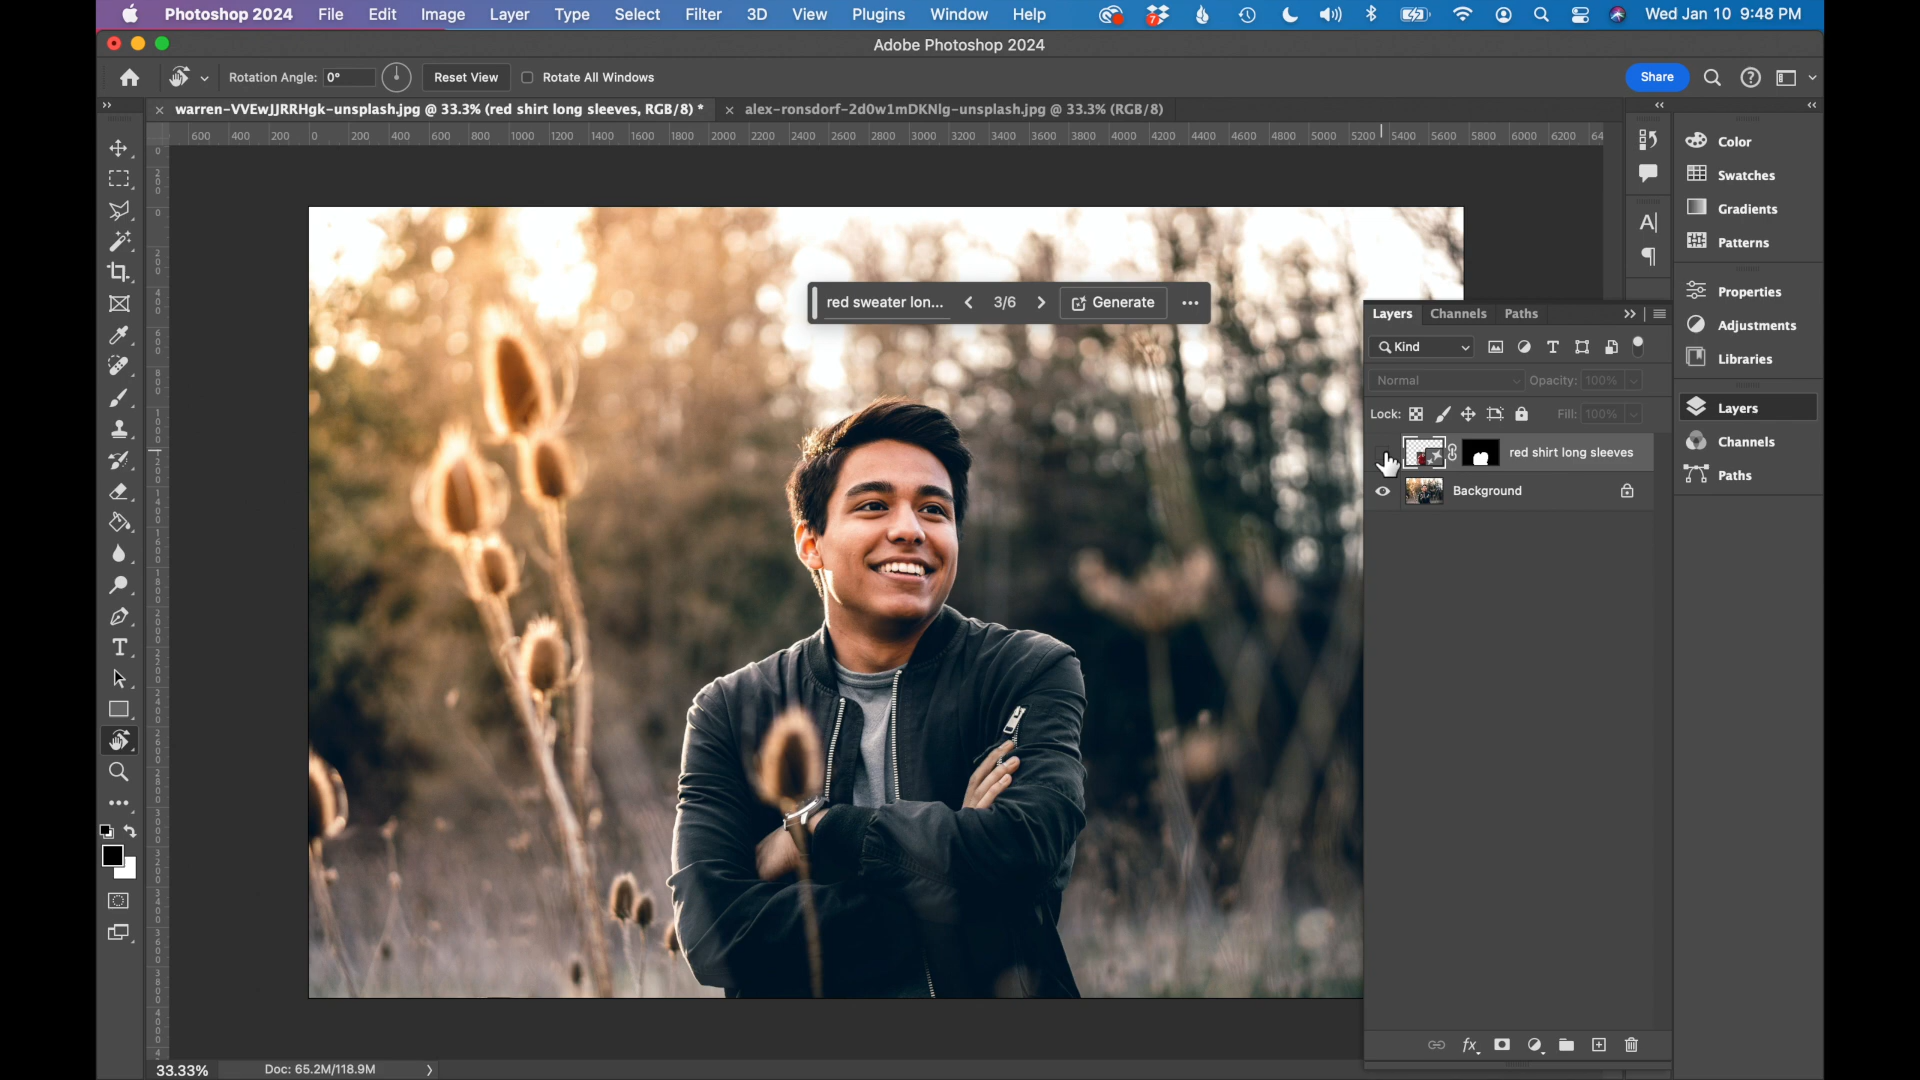 Photoshop 2024 File Edit Image Layer Type Select Filter 3D View Plugins Window Help 7 Wed Jan 10 9:48 PM
Adobe Photoshop 2024
Rotation Angle: 0° Reset View Rotate All Windows Share
warren-VVEwJJRRHgk-unsplash.jpg @ 33.3% (red shirt long sleeves, RGB/8) * alex-ronsdorf-2d0w1mDKNlg-unsplash.jpg @ 33.3% (RGB/8)
600 400 200 0 200 400 600 800 1000 1200 1400 1600 1800 2000 2200 2400 2600 2800 3000 3200 3400 3600 3800 4000 4200 4400 4600 4800 5000 5200 5400 5600 5800 6000 6200 64
Color
Swatches
Gradients
Patterns
Properties
Adjustments
Libraries
Layers
Channels
Paths
red sweater lon... 3/6 Generate
Layers Channels Paths
Kind
Normal Opacity: 100%
Lock: Fill: 100%
red shirt long sleeves
Background
fx
33.33% Doc: 65.2M/118.9M